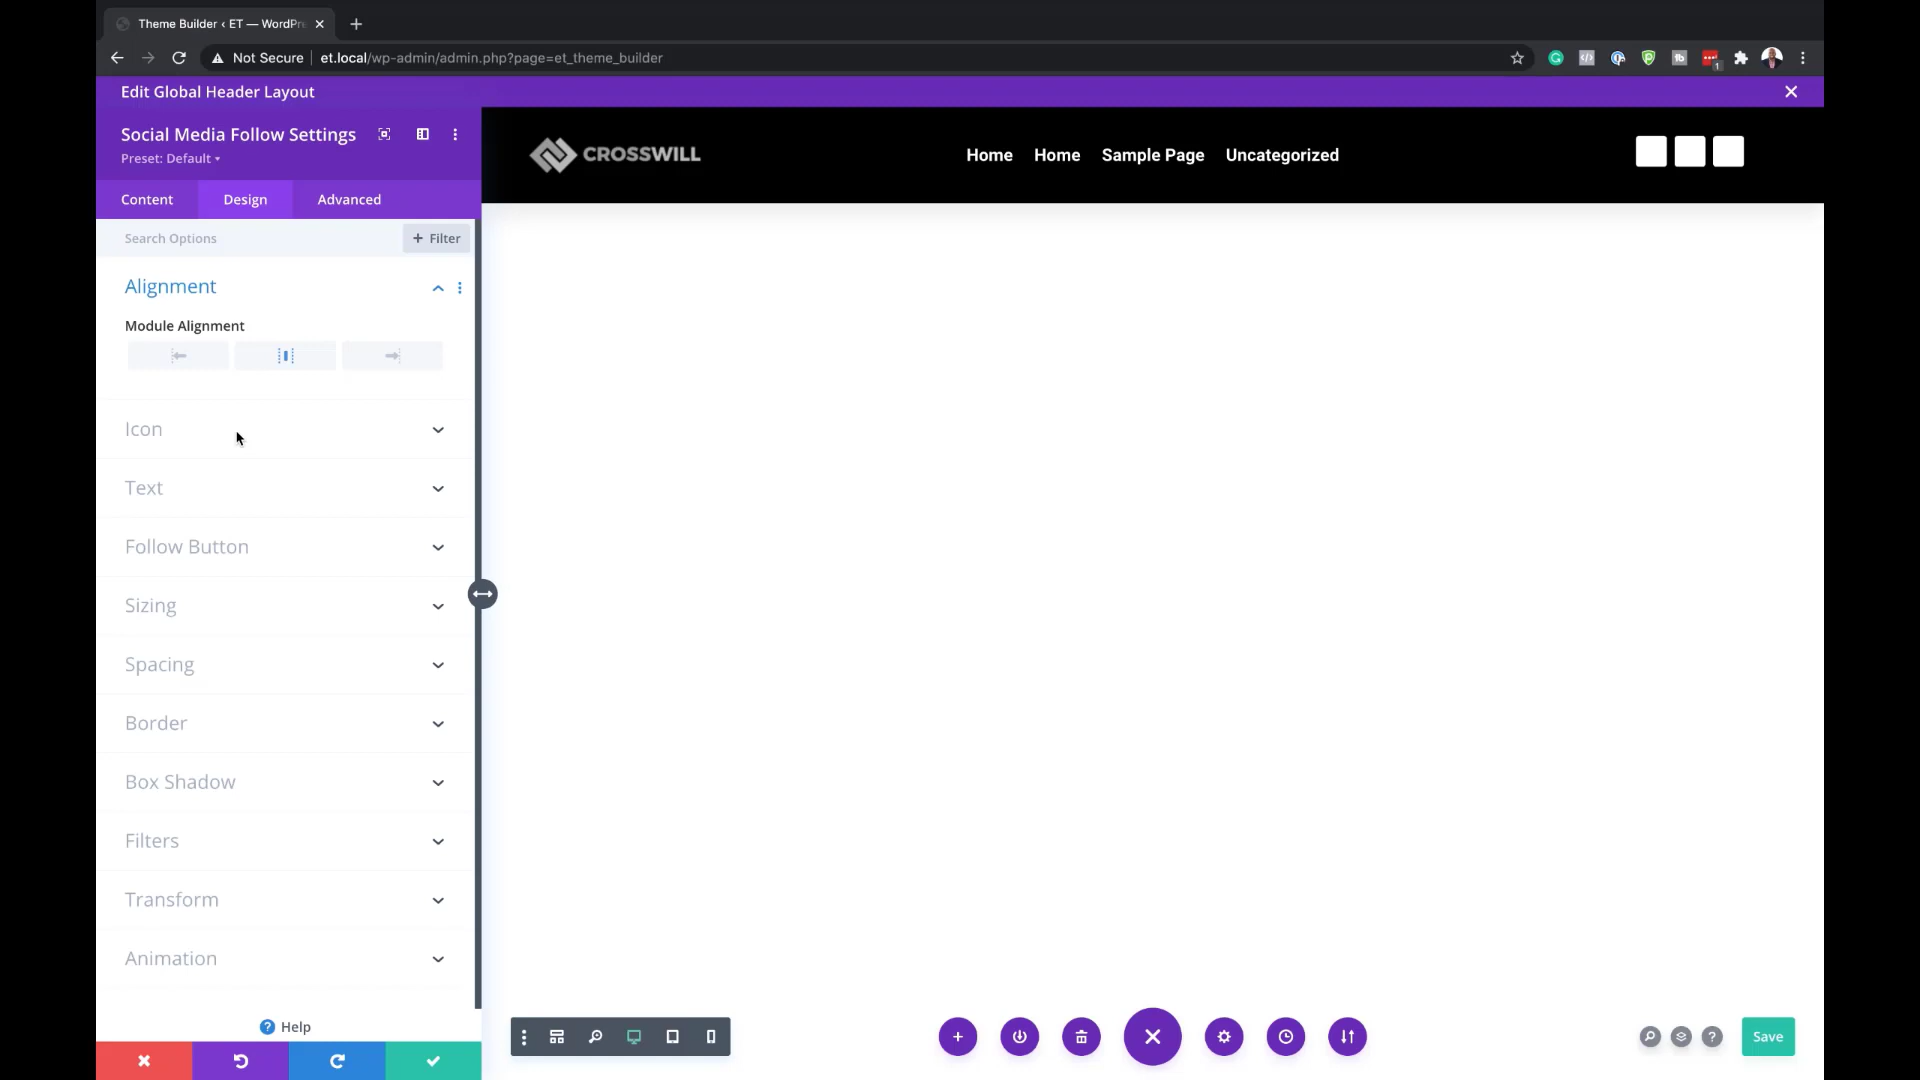 Theme Builder ‹ ET — WordPr
Not Secure
et.local/wp-admin/admin.php?page=et_theme_builder
1
Edit Global Header Layout
Social Media Follow Settings
Preset: Default
Content
Design
Advanced
Search Options
+ Filter
Alignment
Module Alignment
Icon
Text
Follow Button
Sizing
Spacing
Border
Box Shadow
Filters
Transform
Animation
Help
CROSSWILL
Home
Home
Sample Page
Uncategorized
Save